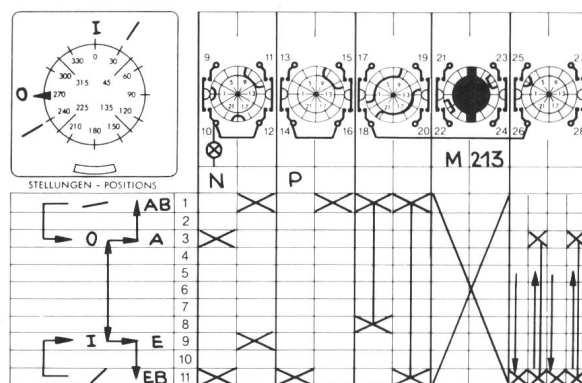 I
330 0 30
300 315 45 60
O 270 90
240 225 135 120
210 180 150
STELLUNGEN - POSITIONS
9 11 13 15 17 19 21 23 25 27
10 12 14 16 18 20 22 24 26 28
M 213
N P
AB 1
2
O A 3
4
5
6
7
8
I E 9
10
EB 11